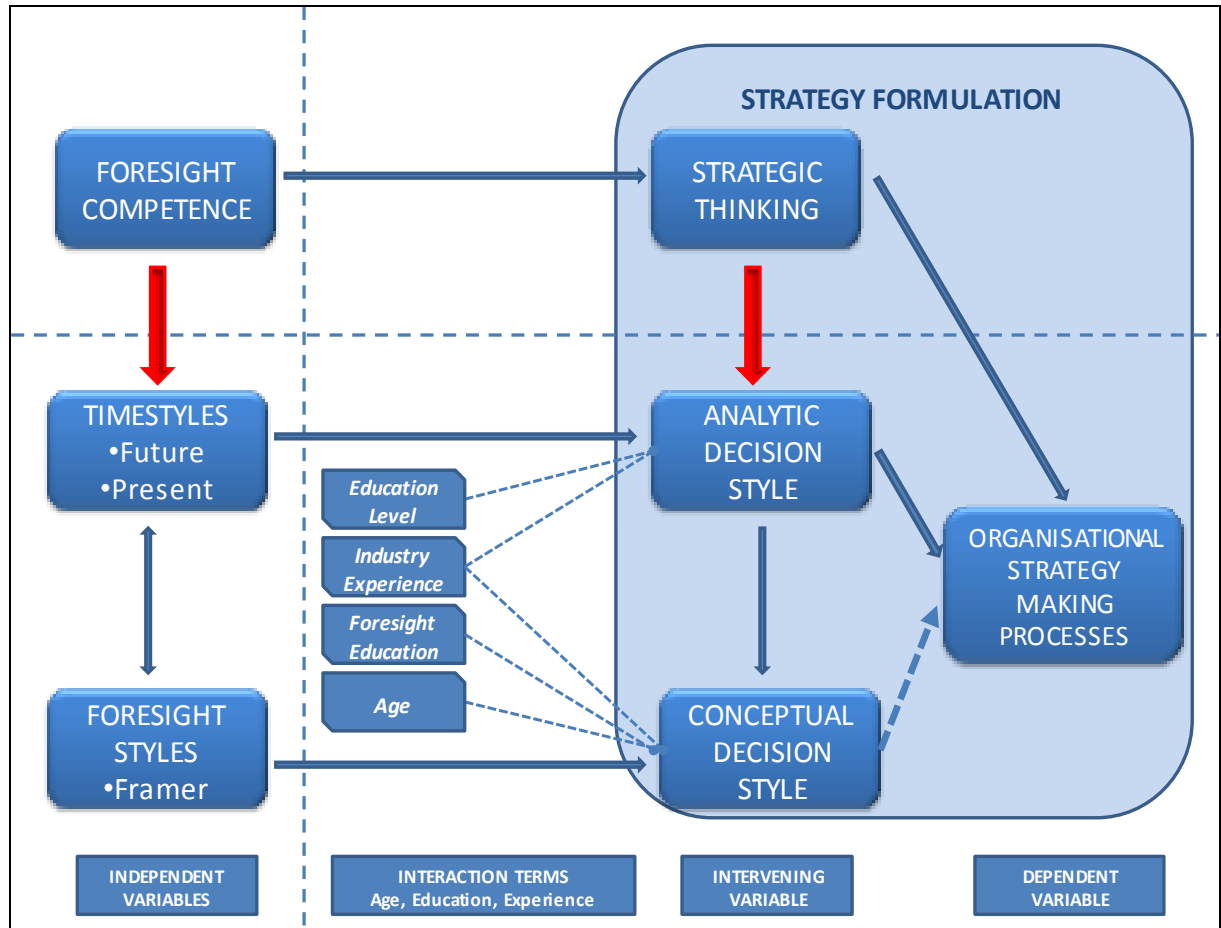 STRATEGY FORMULATION
FORESIGHT
COMPETENCE
STRATEGIC
THINKING
TIMESTYLES
•Future
•Present
ANALYTIC
DECISION
STYLE
Education
Level
Industry
Experience
Foresight
Education
Age
ORGANISATIONAL
STRATEGY
MAKING
PROCESSES
FORESIGHT
STYLES
•Framer
CONCEPTUAL
DECISION
STYLE
INDEPENDENT
VARIABLES
INTERACTION TERMS
Age, Education, Experience
INTERVENING
VARIABLE
DEPENDENT
VARIABLE